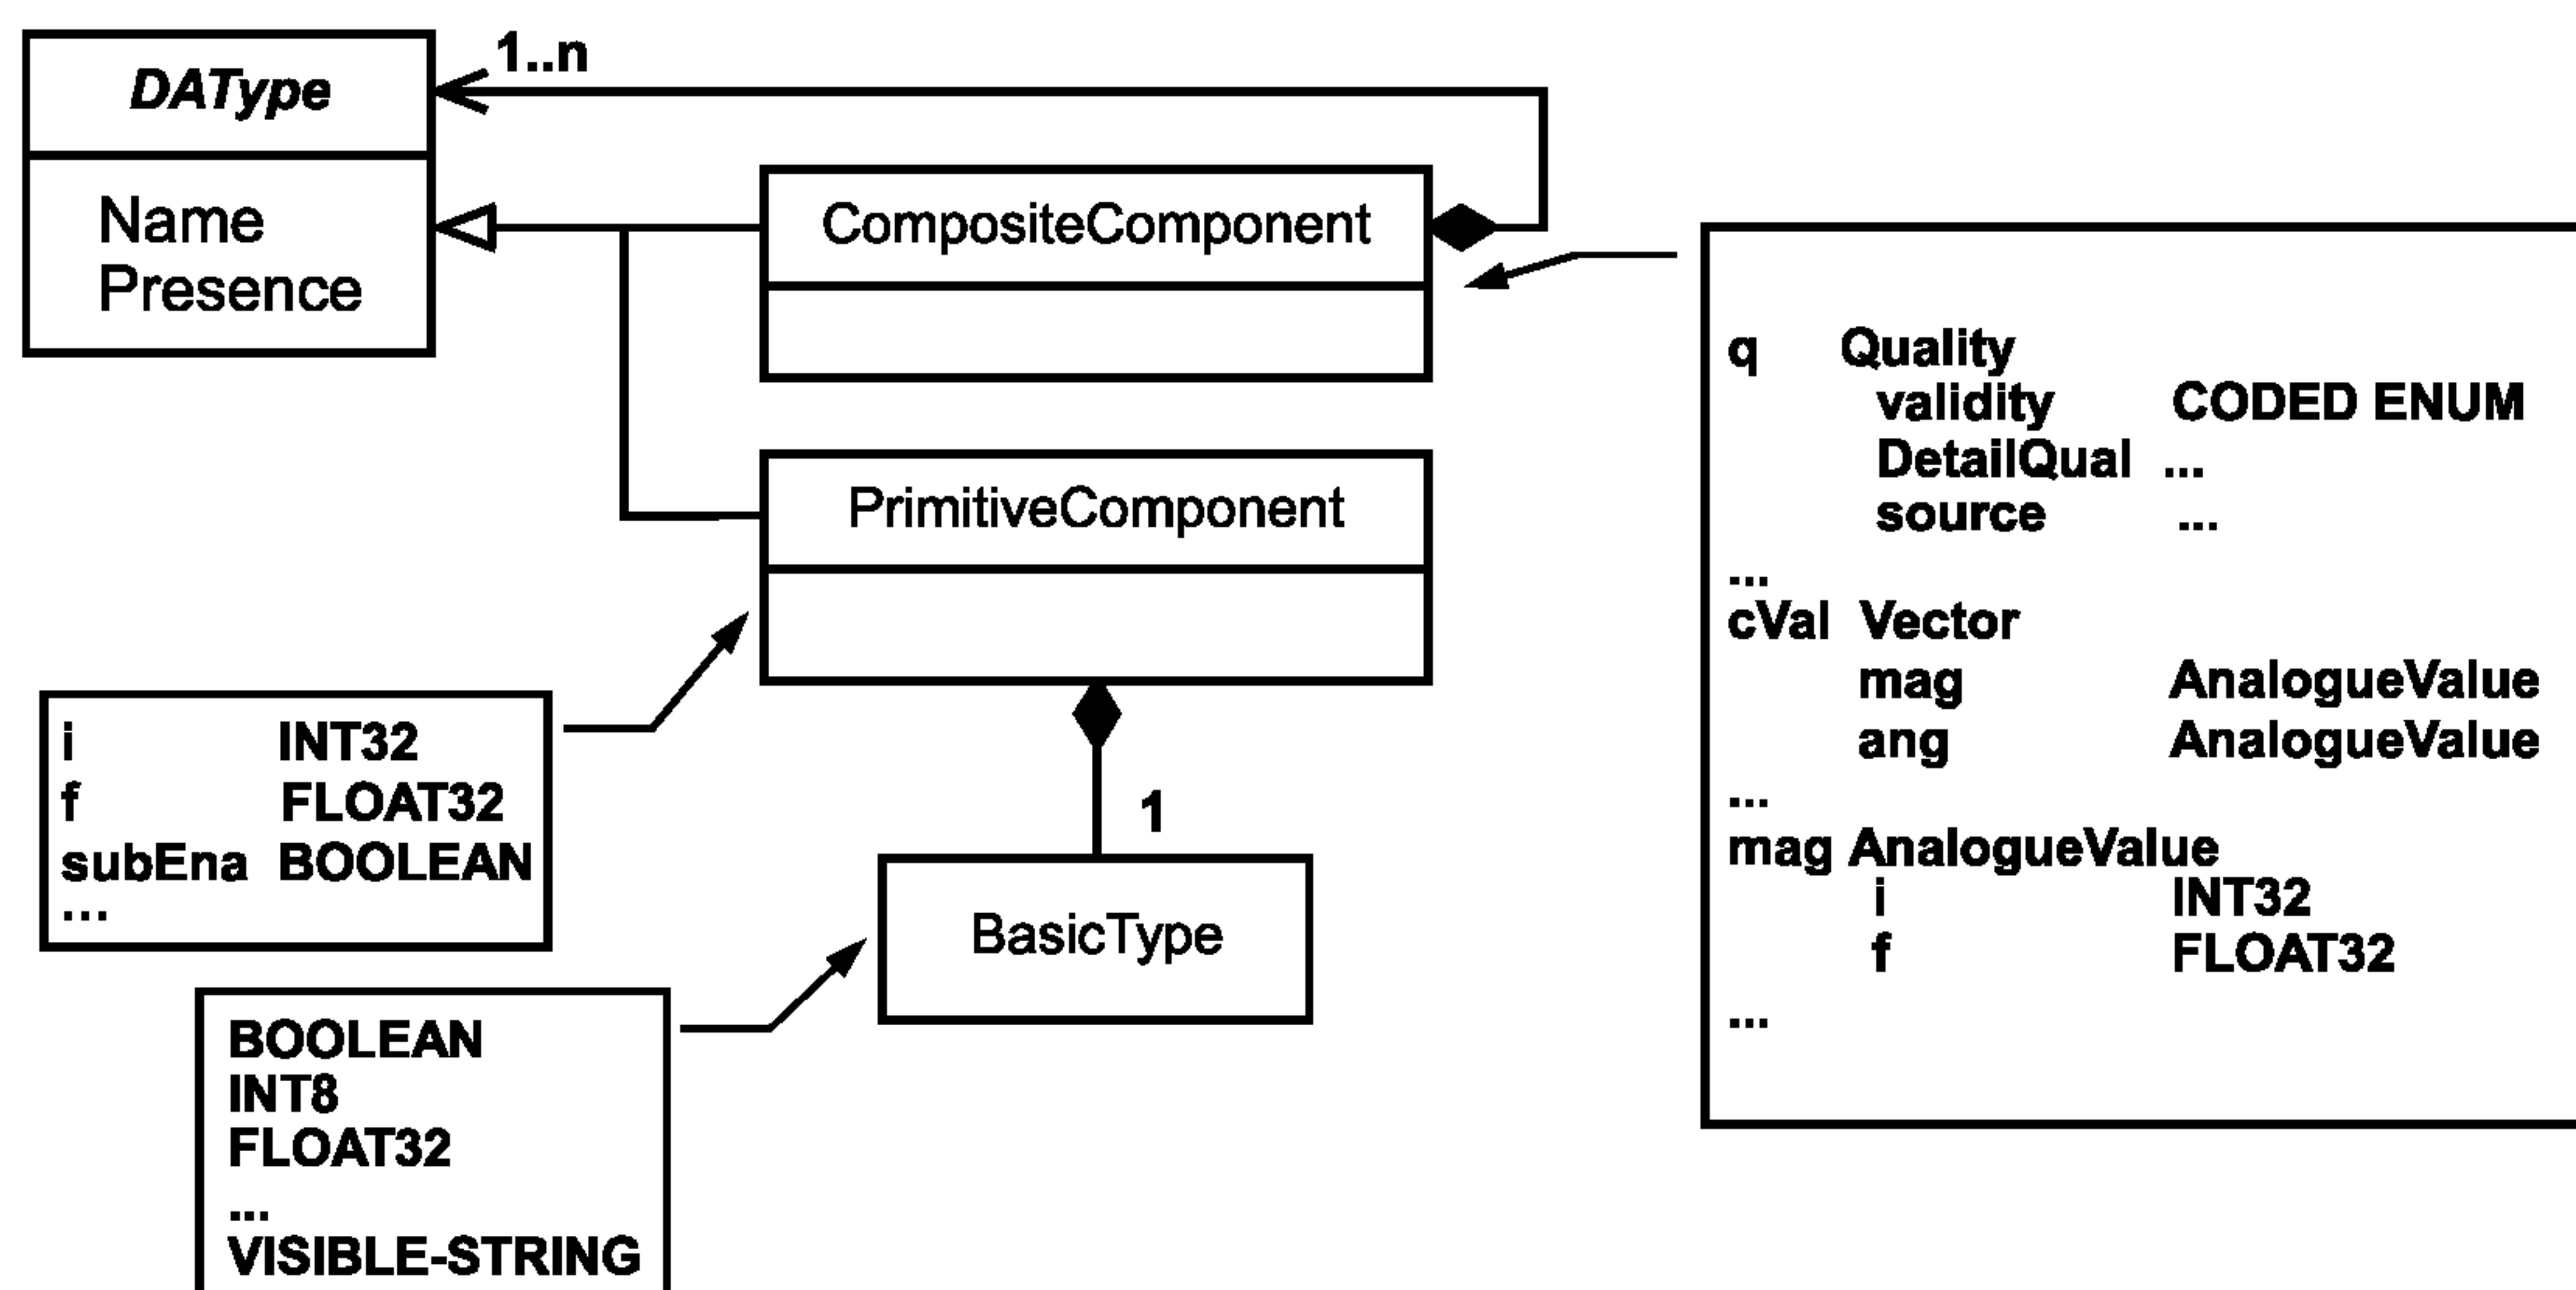 DAType
1..n
Name
Presence
CompositeComponent
PrimitiveComponent
i INT32
f FLOAT32
subEna BOOLEAN
...
1
BasicType
BOOLEAN
INT8
FLOAT32
...
VISIBLE-STRING
q Quality
validity CODED ENUM
DetailQual ...
source ...
...
cVal Vector
mag AnalogueValue
ang AnalogueValue
...
mag AnalogueValue
i INT32
f FLOAT32
...